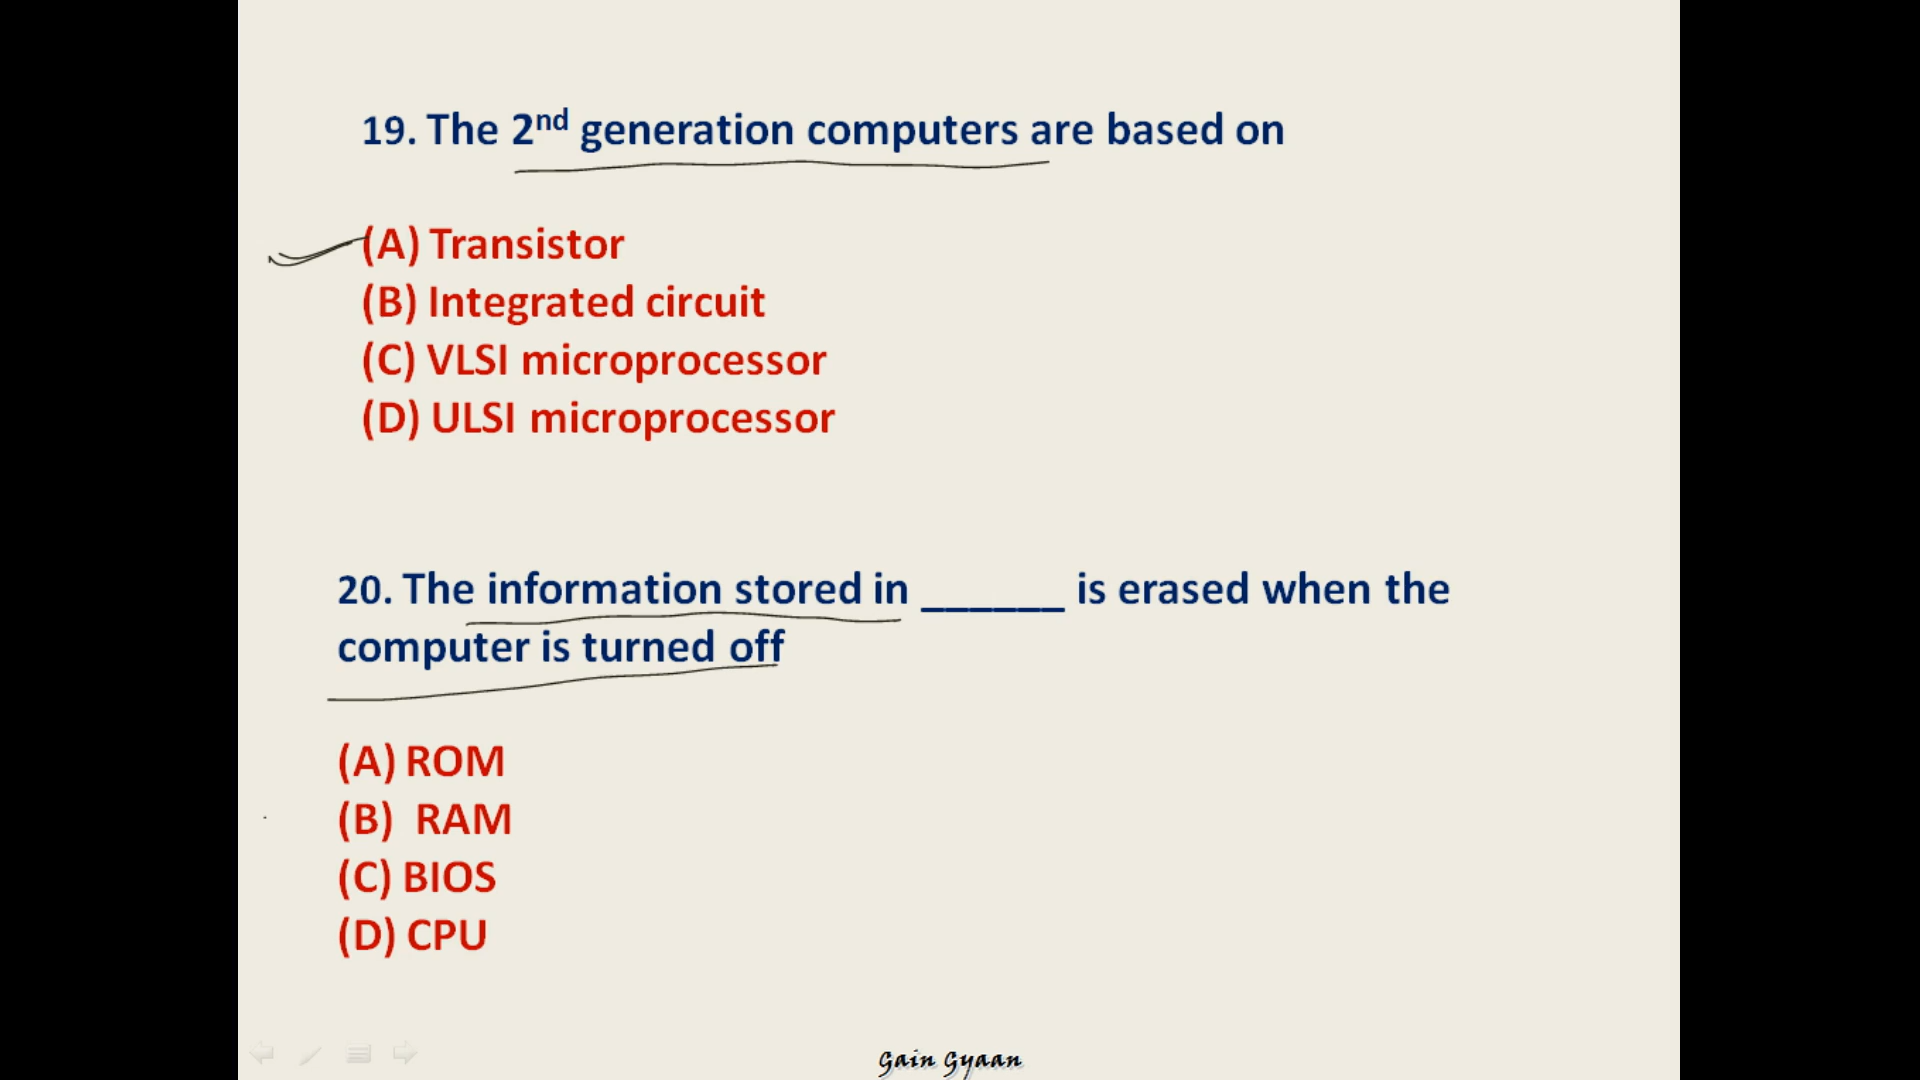 19. The 2nd generation computers are based on
(A) Transistor
(B) Integrated circuit
(C) VLSI microprocessor
(D) ULSI microprocessor
20. The information stored in ______ is erased when the
computer is turned off
(A) ROM
(B) RAM
(C) BIOS
(D) CPU
Gain Gyaan